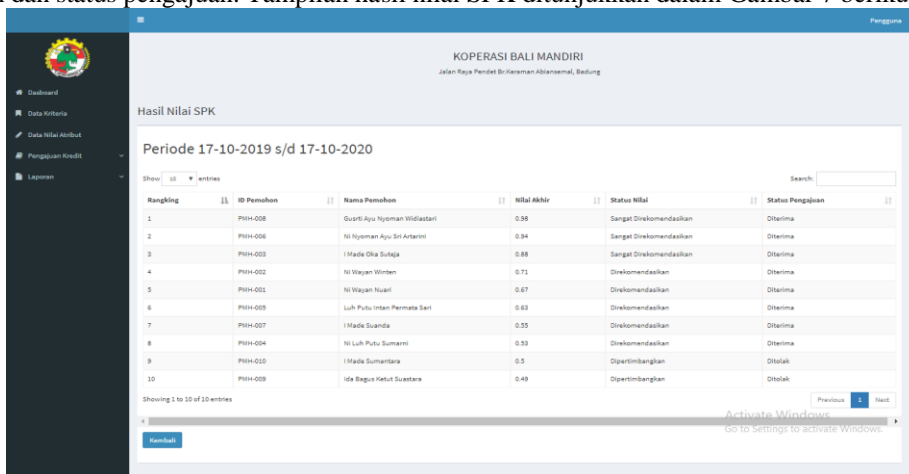 dan status pengajuan. Tampilan hasil nilai SPK ditunjukkan dalam Gambar 7 beriku
Pengguna
KOPERASI BALI MANDIRI
Jalan Raya Pendet Br.Kareman Abiansemal, Badung
Dasboard
Data Kriteria
Data Nilai Atribut
Pengajuan Kredit
Laporan
Hasil Nilai SPK
Periode 17-10-2019 s/d 17-10-2020
Show 10 entries Search:
Rangking ID Pemohon Nama Pemohon Nilai Akhir Status Nilai Status Pengajuan
1 PMH-008 Gusrti Ayu Nyoman Widiastari 0.98 Sangat Direkomendasikan Diterima
2 PMH-006 Ni Nyoman Ayu Sri Artarini 0.94 Sangat Direkomendasikan Diterima
3 PMH-003 I Made Oka Suteja 0.88 Sangat Direkomendasikan Diterima
4 PMH-002 Ni Wayan Winten 0.71 Direkomendasikan Diterima
5 PMH-001 Ni Wayan Nuari 0.67 Direkomendasikan Diterima
6 PMH-005 Luh Putu Intan Permata Sari 0.63 Direkomendasikan Diterima
7 PMH-007 I Made Suanda 0.55 Direkomendasikan Diterima
8 PMH-004 Ni Luh Putu Sumarni 0.53 Direkomendasikan Diterima
9 PMH-010 I Made Sumantara 0.5 Dipertimbangkan Ditolak
10 PMH-009 Ida Bagus Ketut Suastara 0.49 Dipertimbangkan Ditolak
Showing 1 to 10 of 10 entries Previous 1 Next
Activate Windows
Go to Settings to activate Windows.
Kembali